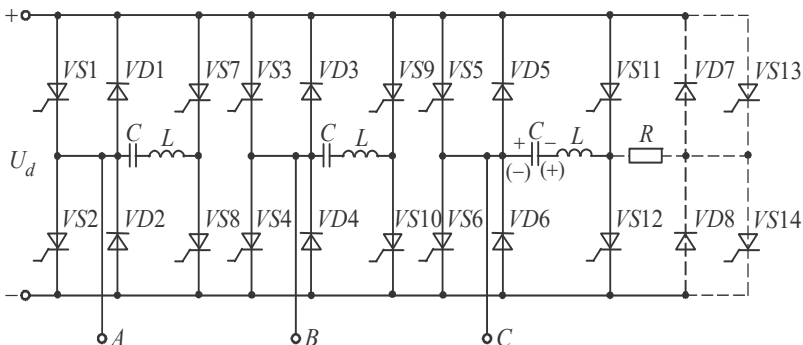 +
VS1 VD1 VS7 VS3 VD3 VS9 VS5 VD5 VS11 VD7 VS13
C L C L + C − L R
(−) (+)
U_d
VS2 VD2 VS8 VS4 VD4 VS10 VS6 VD6 VS12 VD8 VS14
−
A B C